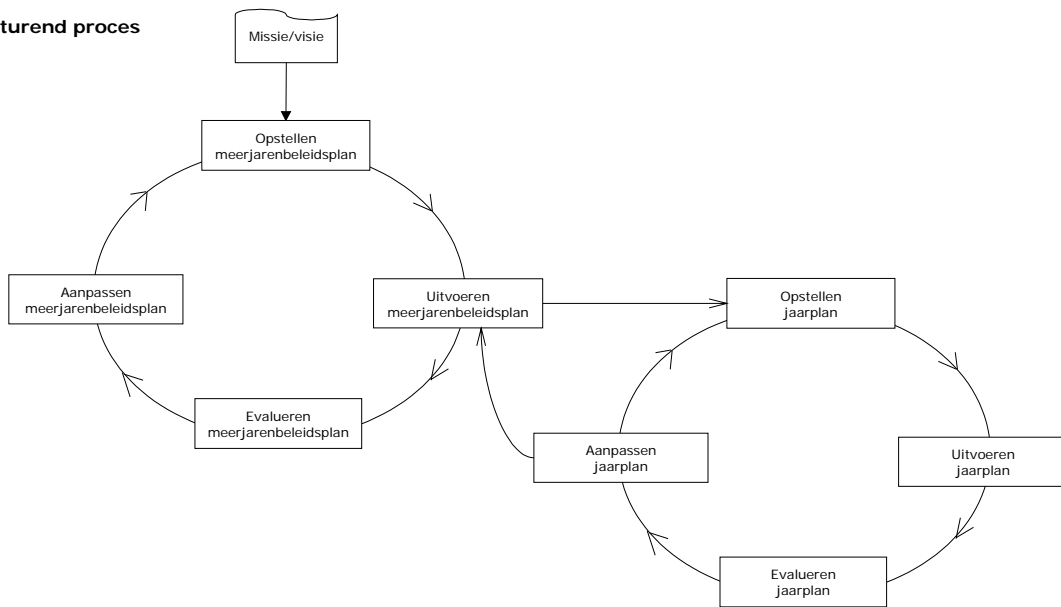 turend proces
Missie/visie
Opstellen
meerjarenbeleidsplan
Aanpassen
meerjarenbeleidsplan
Uitvoeren
meerjarenbeleidsplan
Opstellen
jaarplan
Evalueren
meerjarenbeleidsplan
Aanpassen
jaarplan
Uitvoeren
jaarplan
Evalueren
jaarplan